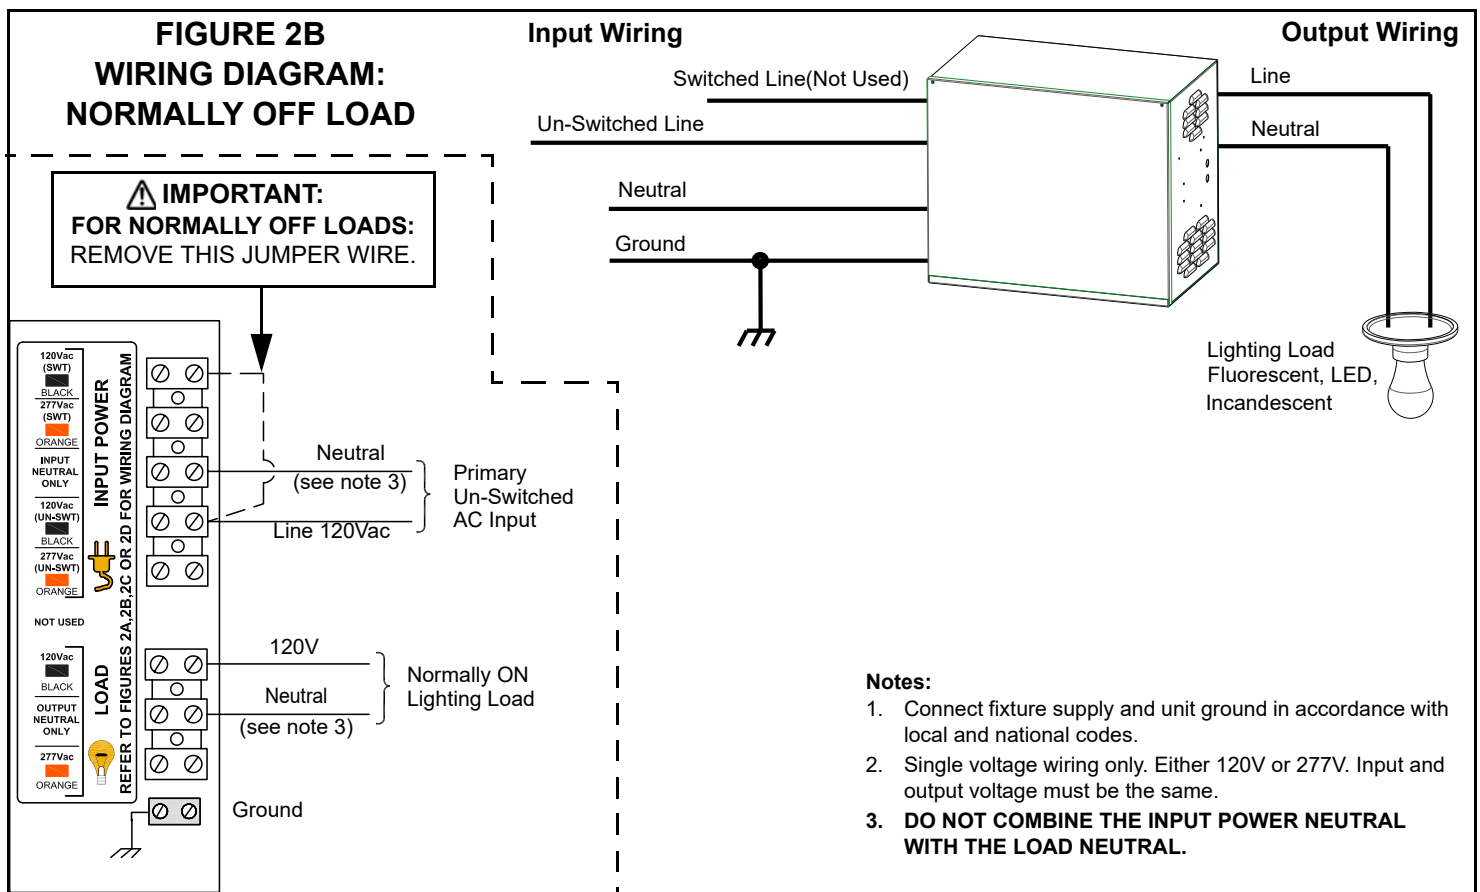 FIGURE 2B
WIRING DIAGRAM:
NORMALLY OFF LOAD
Input Wiring
Output Wiring
Switched Line(Not Used)
Un-Switched Line
Neutral
Ground
Line
Neutral
Lighting Load
Fluorescent, LED,
Incandescent
IMPORTANT:
FOR NORMALLY OFF LOADS:
REMOVE THIS JUMPER WIRE.
120Vac
(SWT)
BLACK
277Vac
(SWT)
ORANGE
INPUT
NEUTRAL
ONLY
120Vac
(UN-SWT)
BLACK
277Vac
(UN-SWT)
ORANGE
NOT USED
120Vac
BLACK
OUTPUT
NEUTRAL
ONLY
277Vac
ORANGE
INPUT POWER
LOAD
REFER TO FIGURES 2A,2B,2C OR 2D FOR WIRING DIAGRAM
Neutral
(see note 3)
Line 120Vac
Primary
Un-Switched
AC Input
120V
Neutral
(see note 3)
Normally ON
Lighting Load
Ground
Notes:
1. Connect fixture supply and unit ground in accordance with
local and national codes.
2. Single voltage wiring only. Either 120V or 277V. Input and
output voltage must be the same.
3. DO NOT COMBINE THE INPUT POWER NEUTRAL
WITH THE LOAD NEUTRAL.